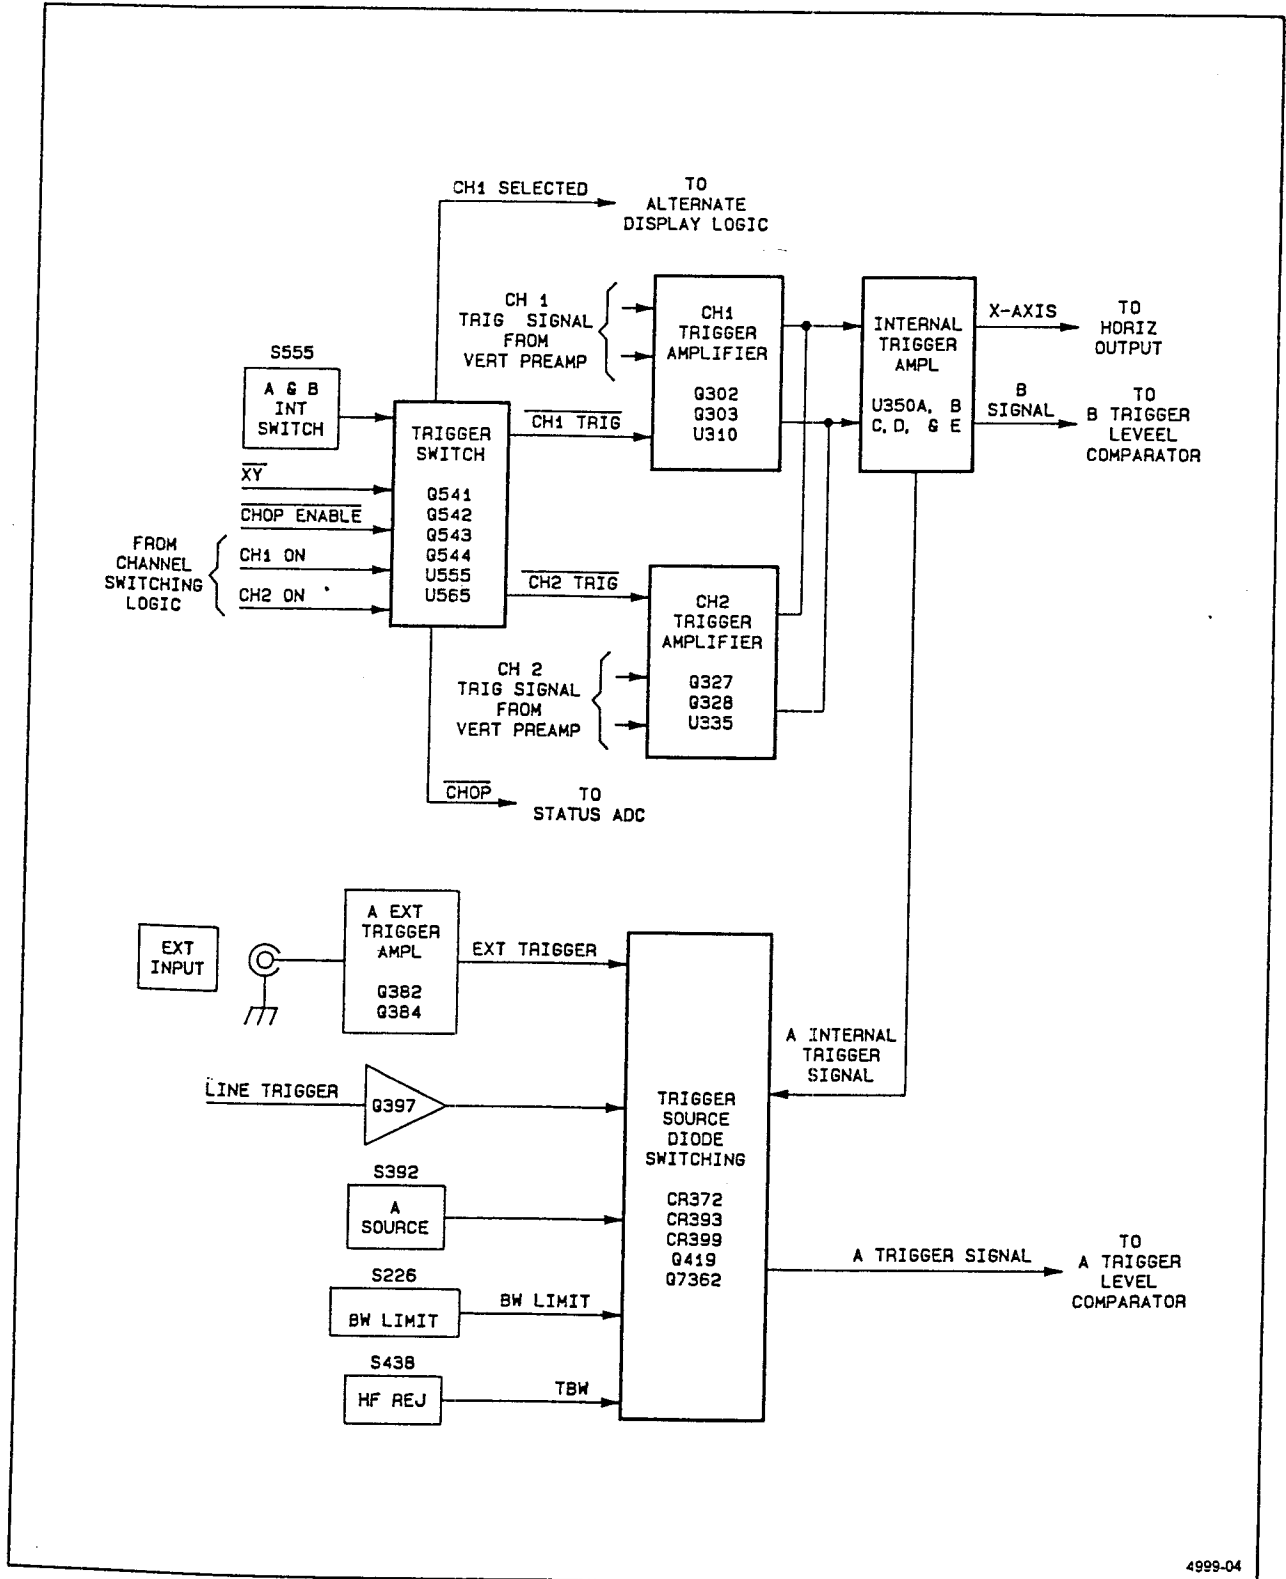 CH1 SELECTED
TO
ALTERNATE
DISPLAY LOGIC
CH 1
TRIG SIGNAL
FROM
VERT PREAMP
CH1
TRIGGER
AMPLIFIER
Q302
Q303
U310
INTERNAL
TRIGGER
AMPL
U350A, B
C, D, & E
X-AXIS
TO
HORIZ
OUTPUT
B
SIGNAL
TO
B TRIGGER
LEVEEL
COMPARATOR
S555
A & B
INT
SWITCH
XY
CHOP ENABLE
FROM
CHANNEL
SWITCHING
LOGIC
CH1 ON
CH2 ON
TRIGGER
SWITCH
Q541
Q542
Q543
Q544
U555
U565
CH1 TRIG
CH2 TRIG
CH2
TRIGGER
AMPLIFIER
Q327
Q328
U335
CH 2
TRIG SIGNAL
FROM
VERT PREAMP
CHOP
TO
STATUS ADC
EXT
INPUT
A EXT
TRIGGER
AMPL
Q382
Q384
EXT TRIGGER
LINE TRIGGER
Q397
S392
A
SOURCE
S226
BW LIMIT
BW LIMIT
S438
HF REJ
TBW
TRIGGER
SOURCE
DIODE
SWITCHING
CR372
CR393
CR399
Q419
Q7362
A INTERNAL
TRIGGER
SIGNAL
A TRIGGER SIGNAL
TO
A TRIGGER
LEVEL
COMPARATOR
4999-04